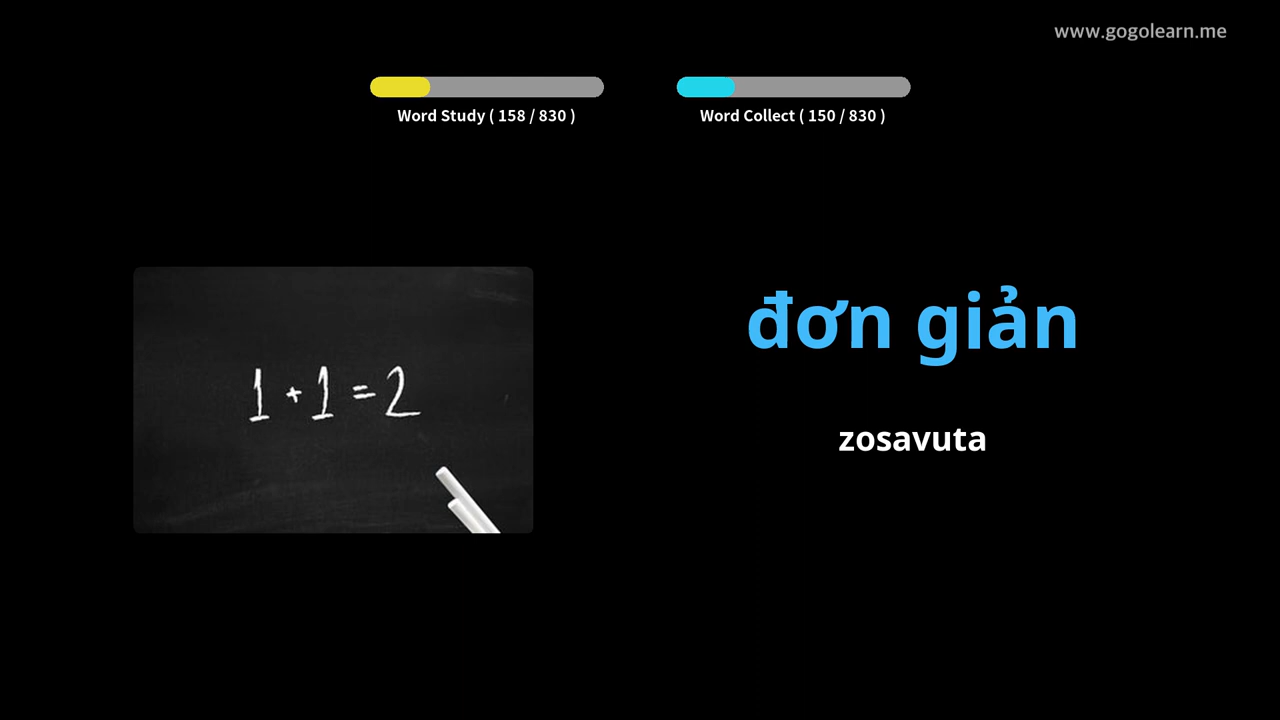 www.gogolearn.me
Word Study ( 158 / 830 )
Word Collect ( 150 / 830 )
1 + 1 = 2
đơn giản
zosavuta